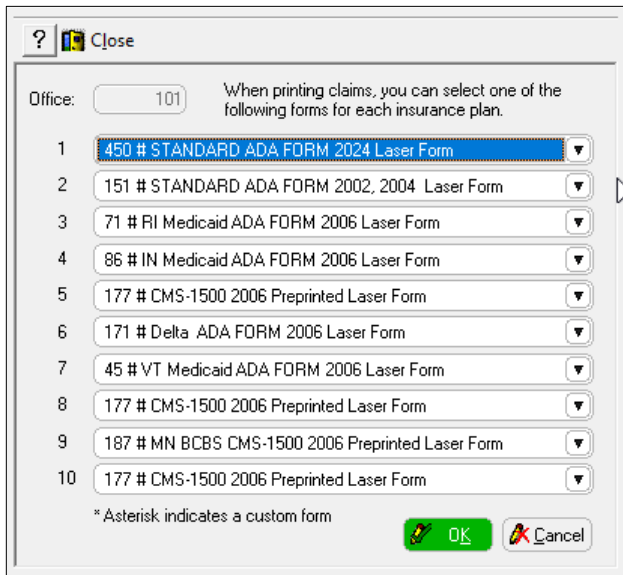 ? Close
Office: 101 When printing claims, you can select one of the
following forms for each insurance plan.
1 450 # STANDARD ADA FORM 2024 Laser Form
2 151 # STANDARD ADA FORM 2002, 2004  Laser Form
3 71 # RI Medicaid ADA FORM 2006 Laser Form
4 86 # IN Medicaid ADA FORM 2006 Laser Form
5 177 # CMS-1500 2006 Preprinted Laser Form
6 171 # Delta  ADA FORM 2006 Laser Form
7 45 # VT Medicaid ADA FORM 2006 Laser Form
8 177 # CMS-1500 2006 Preprinted Laser Form
9 187 # MN BCBS CMS-1500 2006 Preprinted Laser Form
10 177 # CMS-1500 2006 Preprinted Laser Form
* Asterisk indicates a custom form
OK Cancel